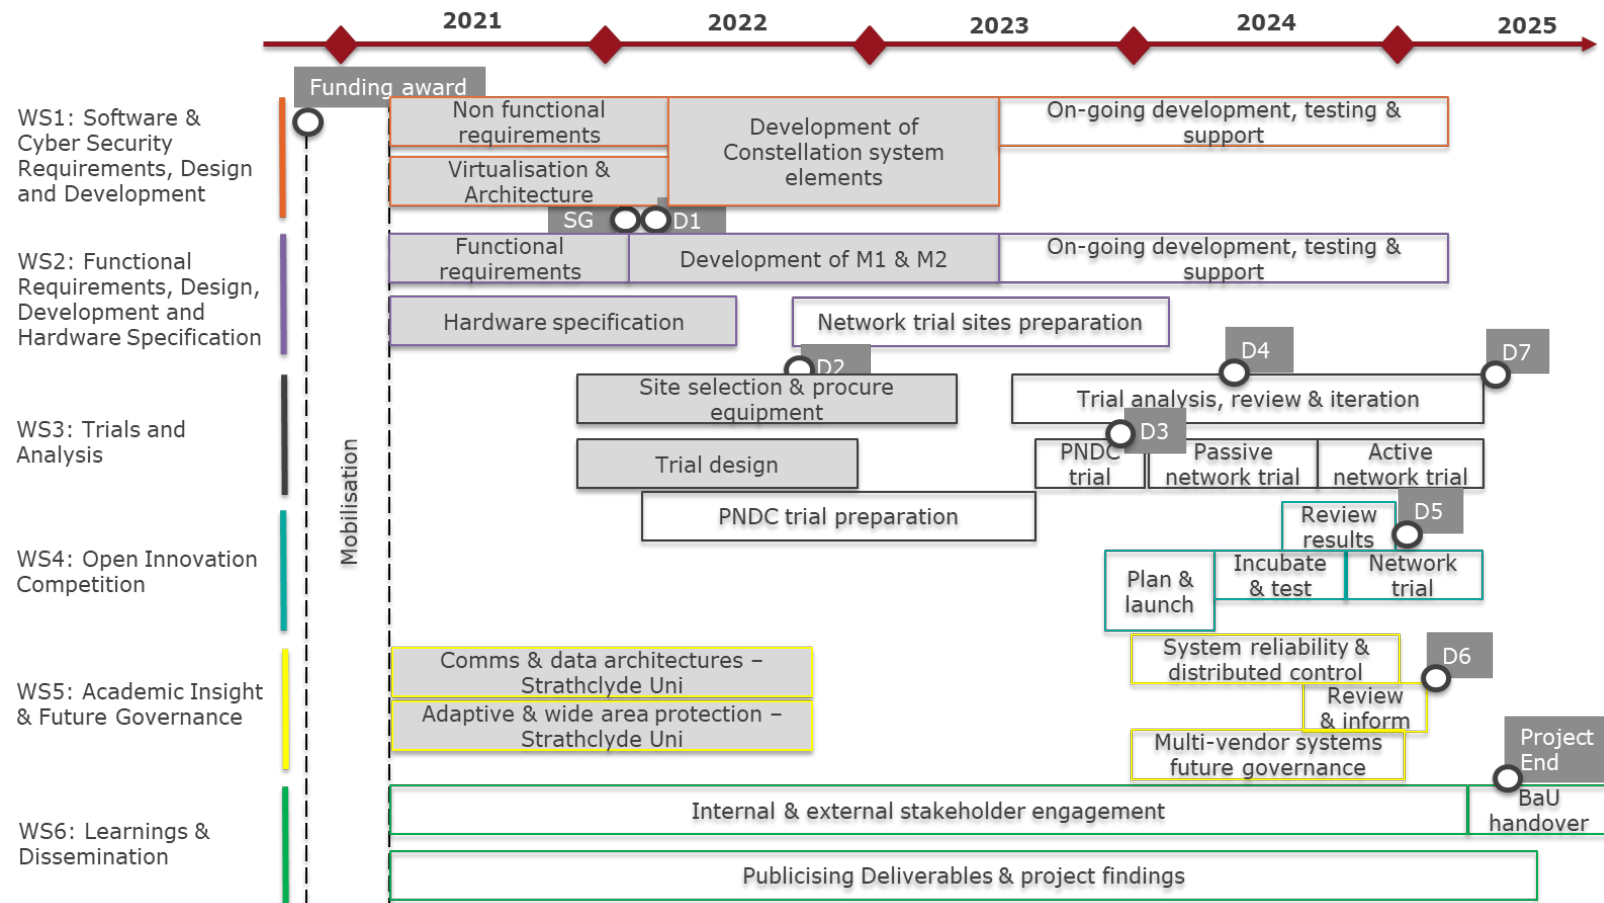 2021
2022
2023
2024
2025
Funding award
WS1: Software &
Cyber Security
Requirements, Design
and Development
Non functional
requirements
Virtualisation &
Architecture
Development of
Constellation system
elements
On-going development, testing &
support
SG
D1
WS2: Functional
Requirements, Design,
Development and
Hardware Specification
Functional
requirements
Development of M1 & M2
On-going development, testing &
support
Hardware specification
Network trial sites preparation
D2
D4
D7
WS3: Trials and
Analysis
Site selection & procure
equipment
Trial analysis, review & iteration
D3
Trial design
PNDC
trial
Passive
network trial
Active
network trial
PNDC trial preparation
Mobilisation
WS4: Open Innovation
Competition
Review
results
D5
Plan &
launch
Incubate
& test
Network
trial
WS5: Academic Insight
& Future Governance
Comms & data architectures –
Strathclyde Uni
Adaptive & wide area protection –
Strathclyde Uni
System reliability &
distributed control
D6
Review
& inform
Multi-vendor systems
future governance
Project
End
WS6: Learnings &
Dissemination
Internal & external stakeholder engagement
BaU
handover
Publicising Deliverables & project findings